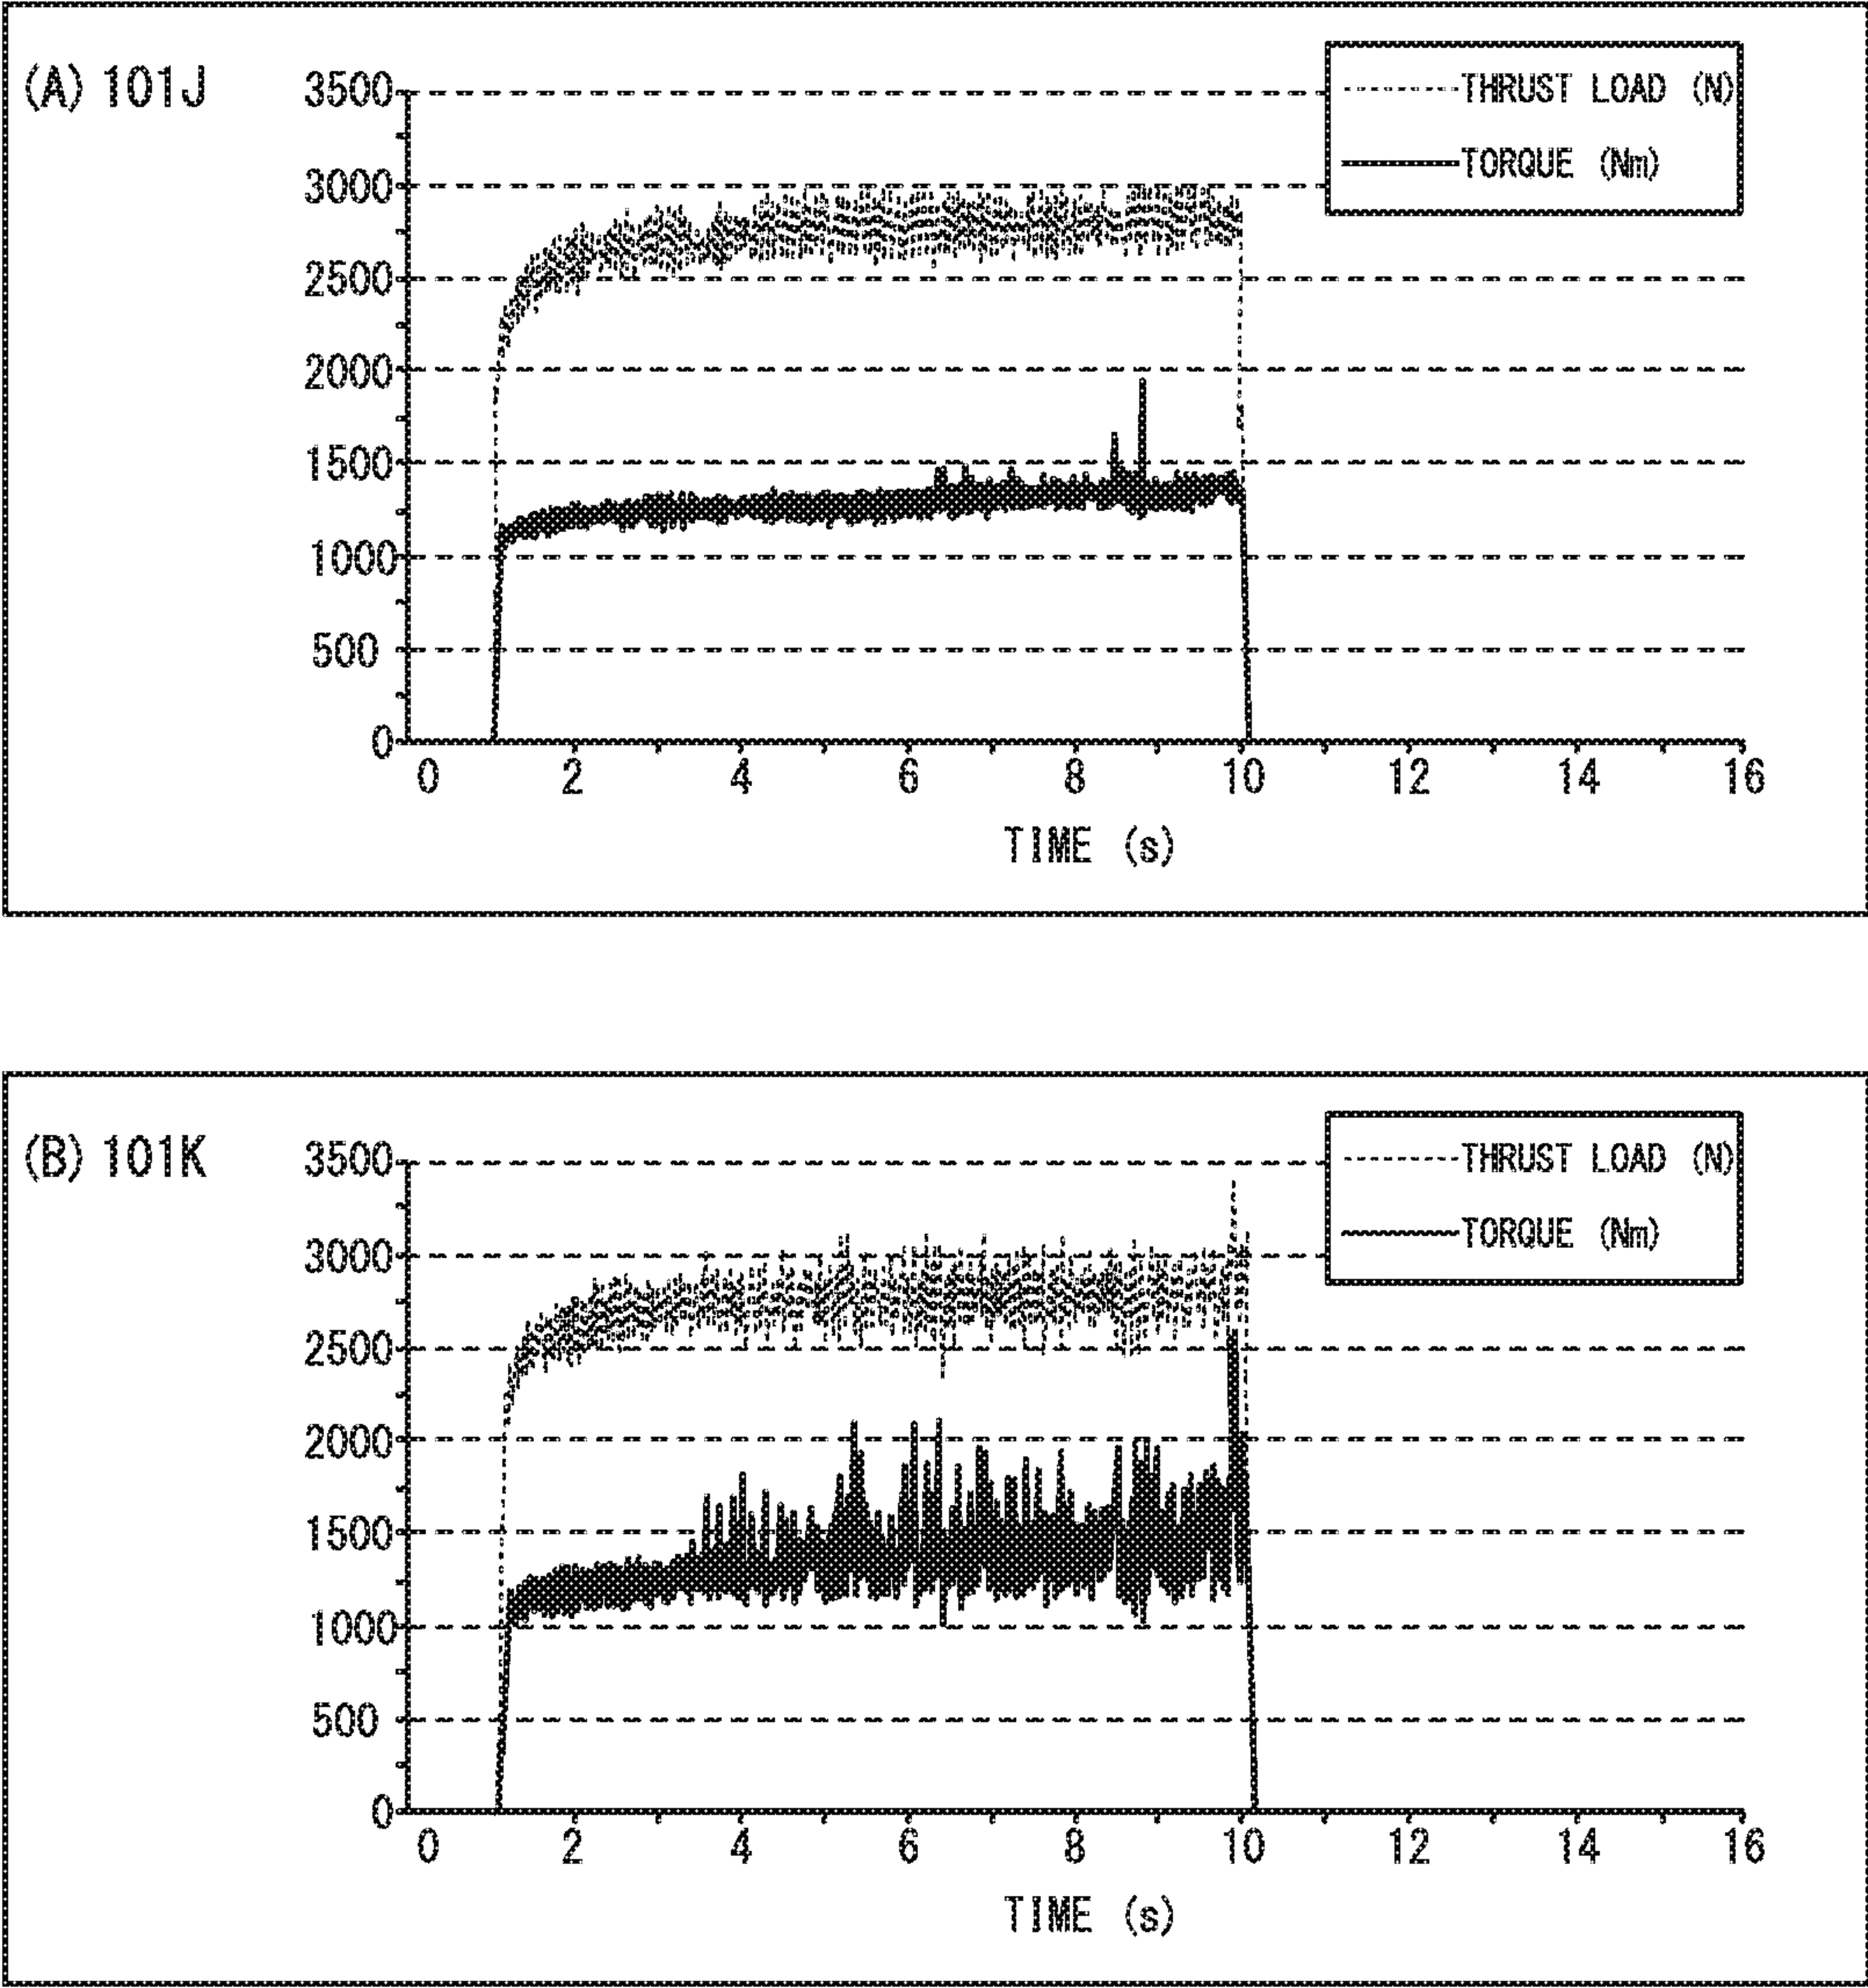 (A) 101J
THRUST LOAD (N)
TORQUE (Nm)
3500
3000
2500
2000
1500
1000
500
0
0 2 4 6 8 10 12 14 16
TIME (s)
(B) 101K
THRUST LOAD (N)
TORQUE (Nm)
3500
3000
2500
2000
1500
1000
500
0
0 2 4 6 8 10 12 14 16
TIME (s)